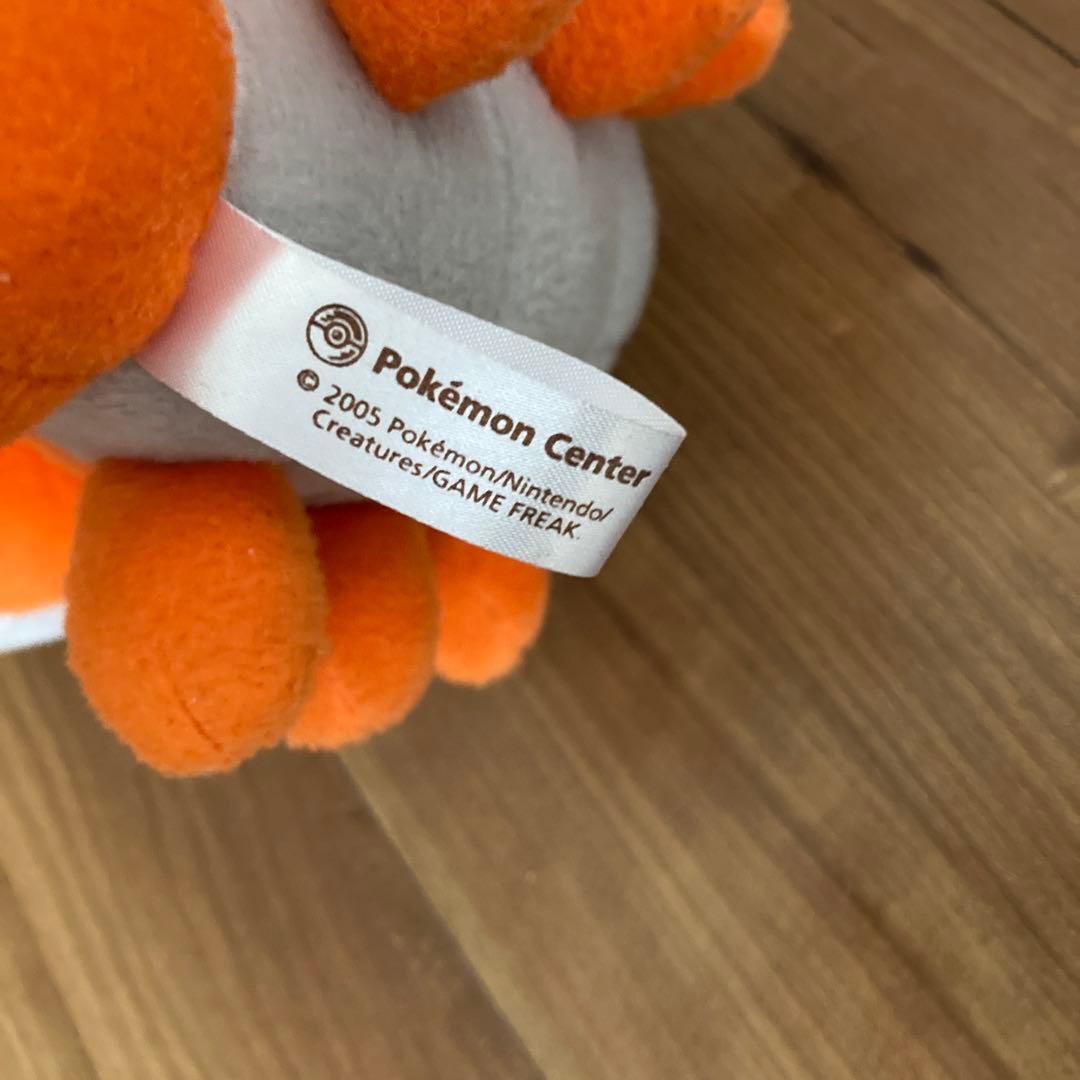 Pokémon Center
© 2005 Pokémon/Nintendo/
Creatures/GAME FREAK.